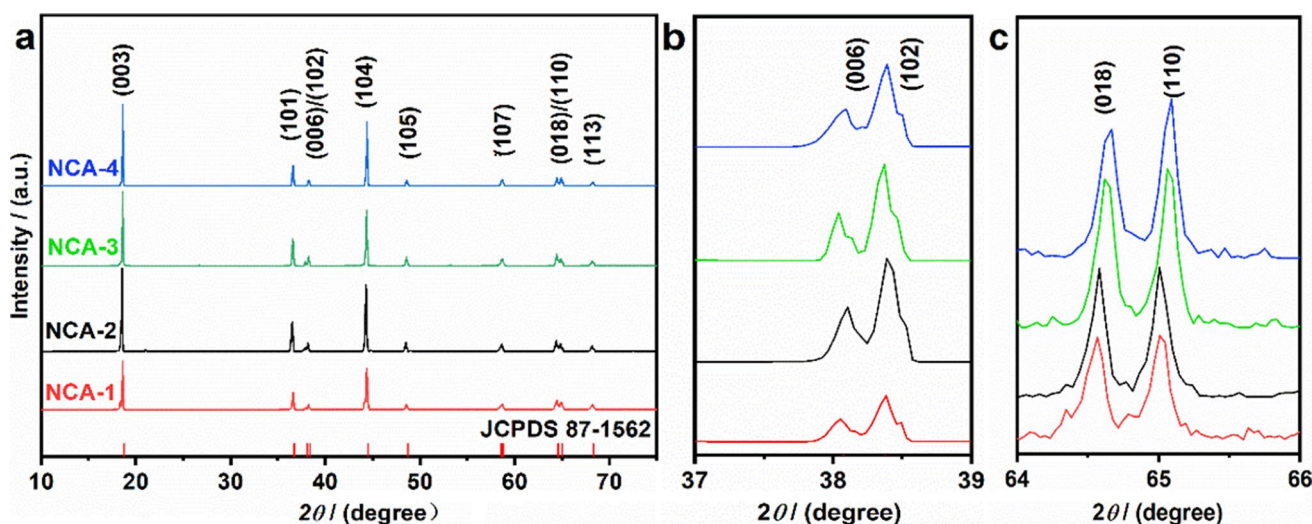 a
(003)
(101)
(006)/(102)
(104)
(105)
(107)
(018)/(110)
(113)
NCA-4
NCA-3
NCA-2
NCA-1
JCPDS 87-1562
Intensity / (a.u.)
10 20 30 40 50 60 70
2θ / (degree)
b
(006)
(102)
37 38 39
2θ / (degree)
c
(018)
(110)
64 65 66
2θ / (degree)